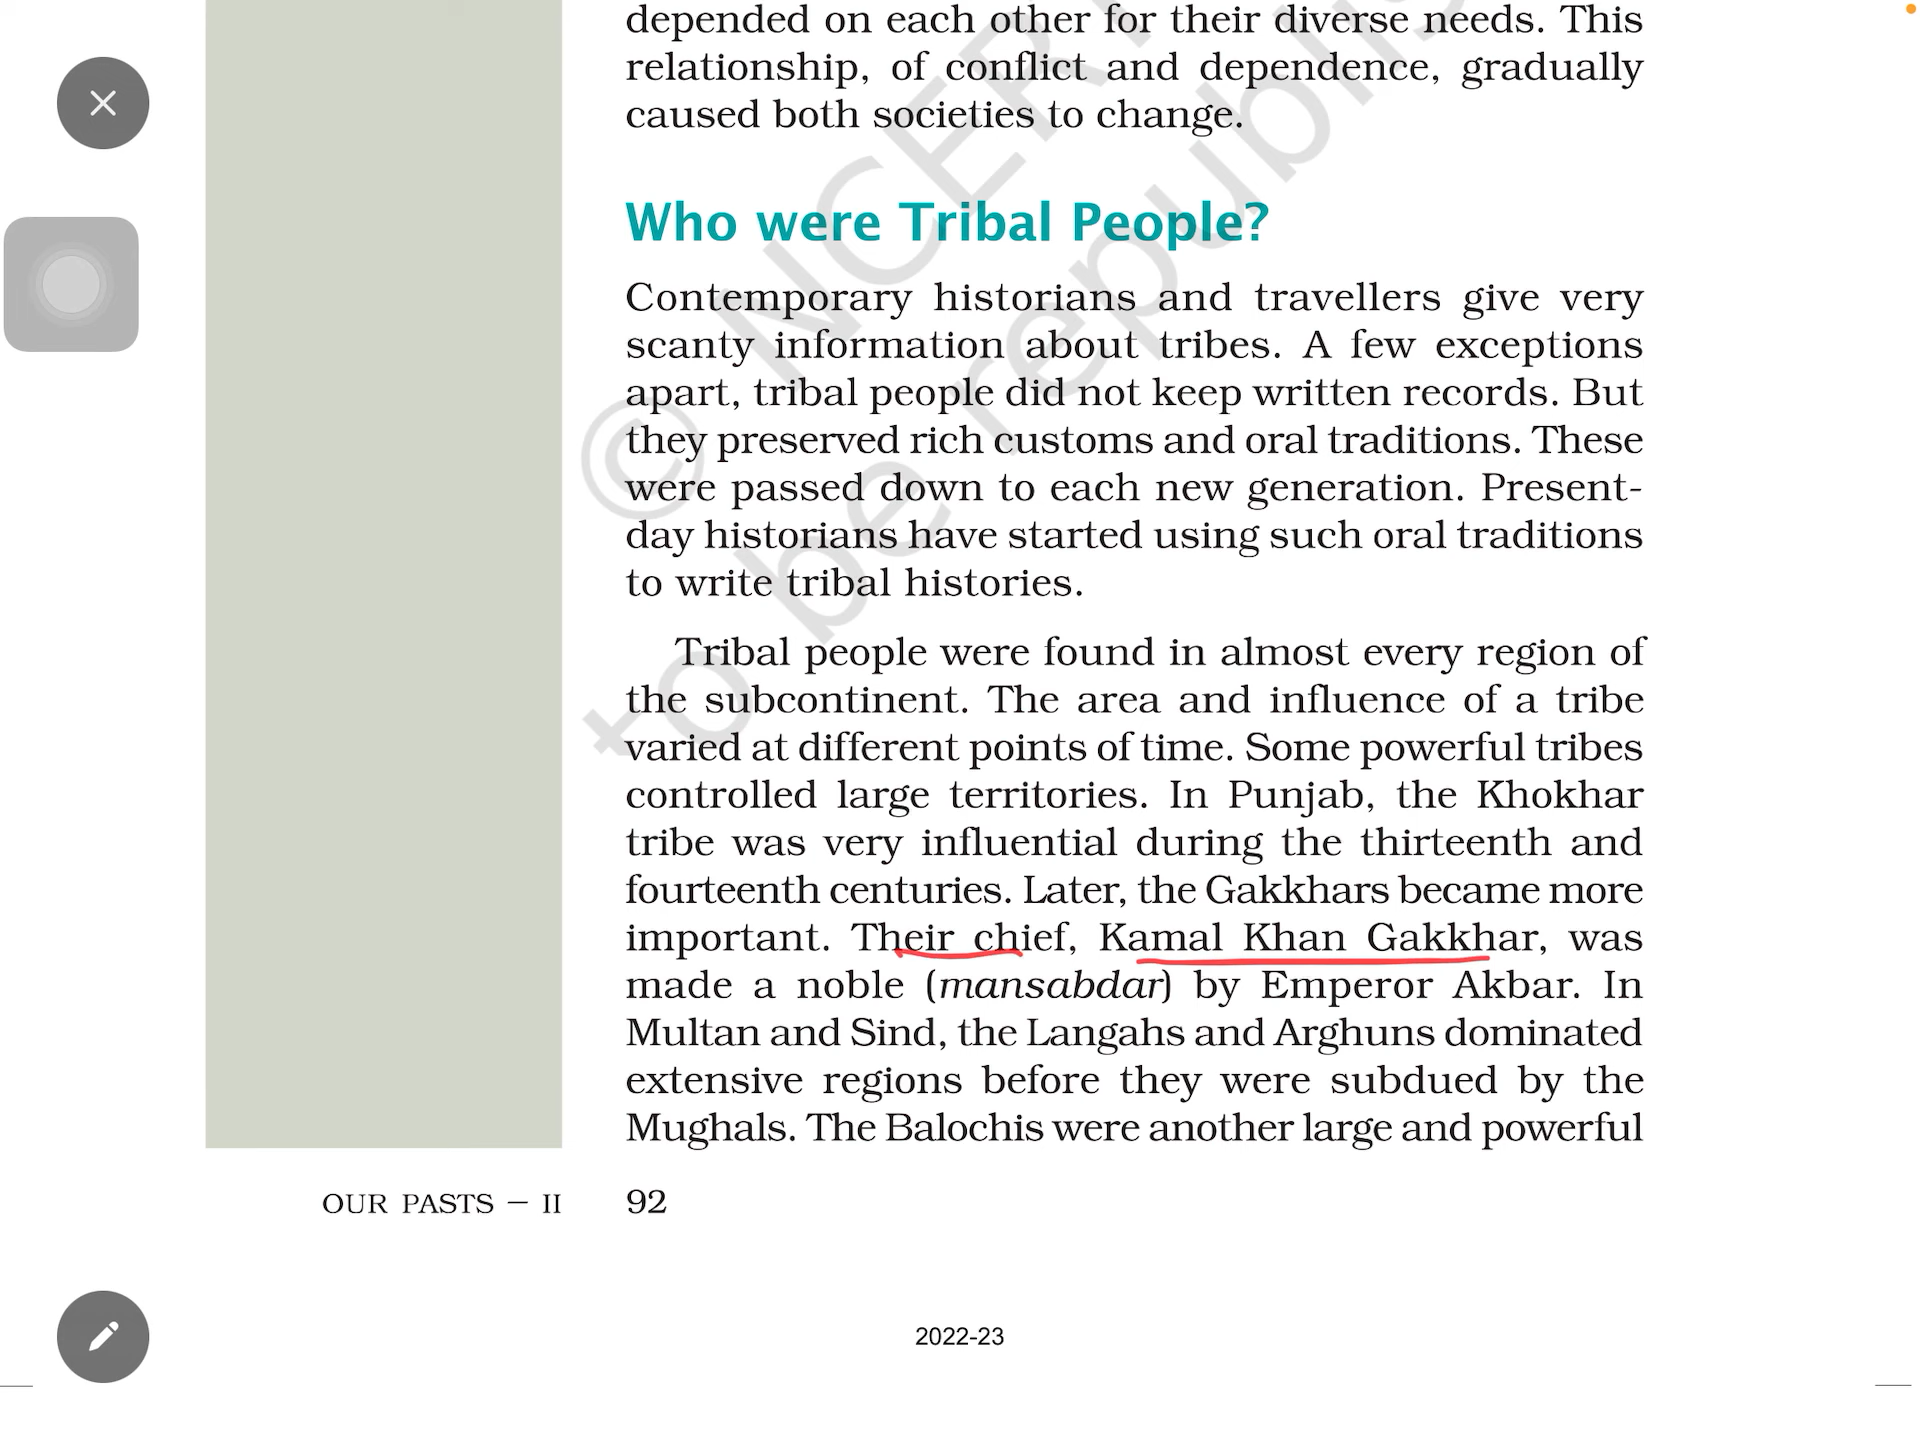 depended on each other for their diverse needs. This
relationship, of conflict and dependence, gradually
caused both societies to change.
Who were Tribal People?
Contemporary historians and travellers give very
scanty information about tribes. A few exceptions
apart, tribal people did not keep written records. But
they preserved rich customs and oral traditions. These
were passed down to each new generation. Present-
day historians have started using such oral traditions
to write tribal histories.
Tribal people were found in almost every region of
the subcontinent. The area and influence of a tribe
varied at different points of time. Some powerful tribes
controlled large territories. In Punjab, the Khokhar
tribe was very influential during the thirteenth and
fourteenth centuries. Later, the Gakkhars became more
important. Their chief, Kamal Khan Gakkhar, was
made a noble (mansabdar) by Emperor Akbar. In
Multan and Sind, the Langahs and Arghuns dominated
extensive regions before they were subdued by the
Mughals. The Balochis were another large and powerful
OUR PASTS – II 92
2022-23
© NCER
to be republis